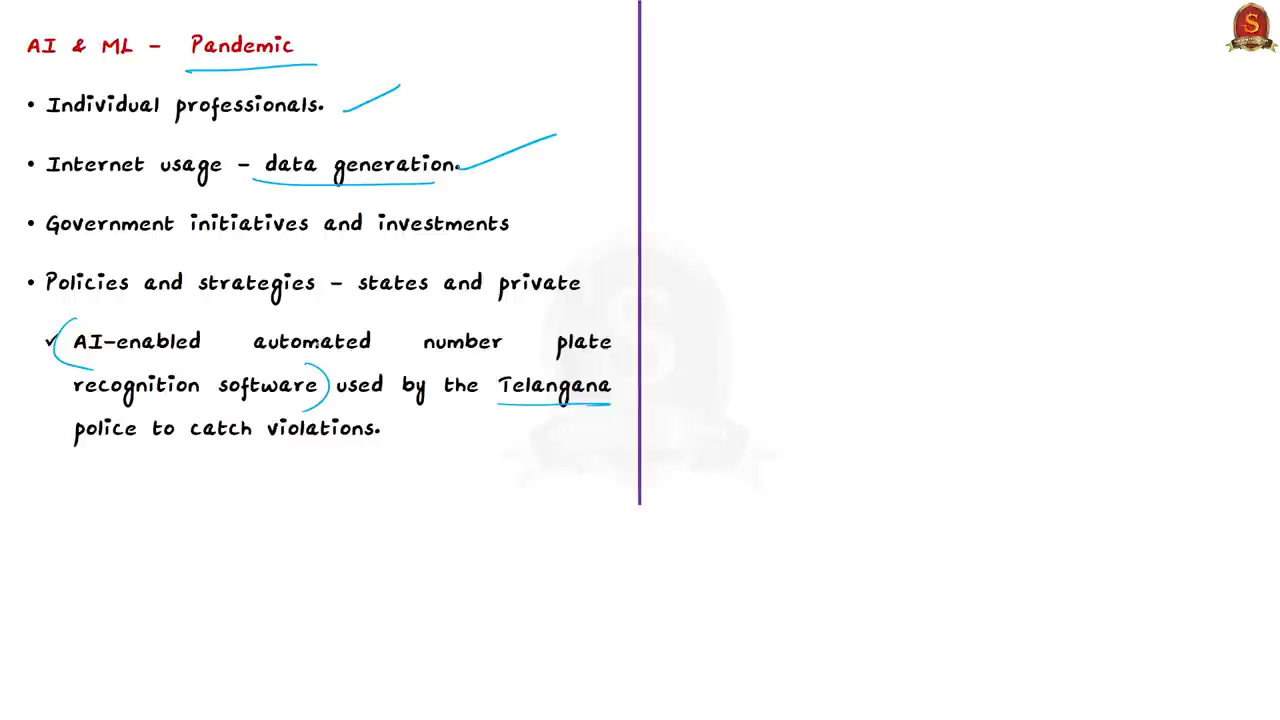 AI & ML - Pandemic
• Individual professionals.
• Internet usage - data generation.
• Government initiatives and investments
• Policies and strategies - states and private
✓ AI-enabled automated number plate
recognition software used by the Telangana
police to catch violations.
S